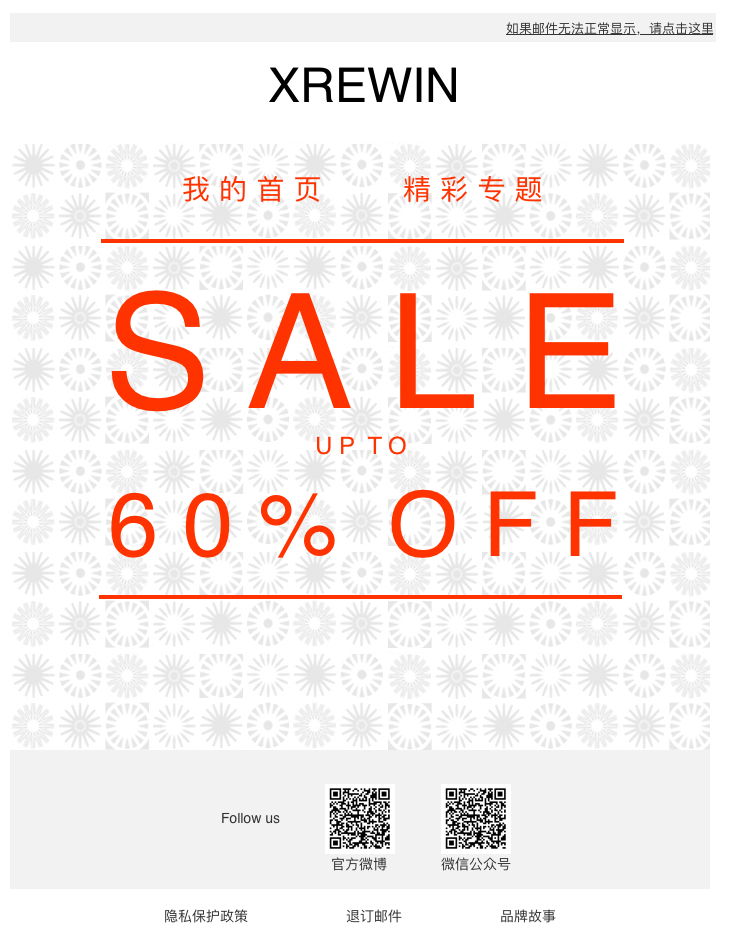 如果邮件无法正常显示，请点击这里
XREWIN
我的首页 精彩专题
SALE
UP TO
60% OFF
Follow us
官方微博 微信公众号
隐私保护政策 退订邮件 品牌故事